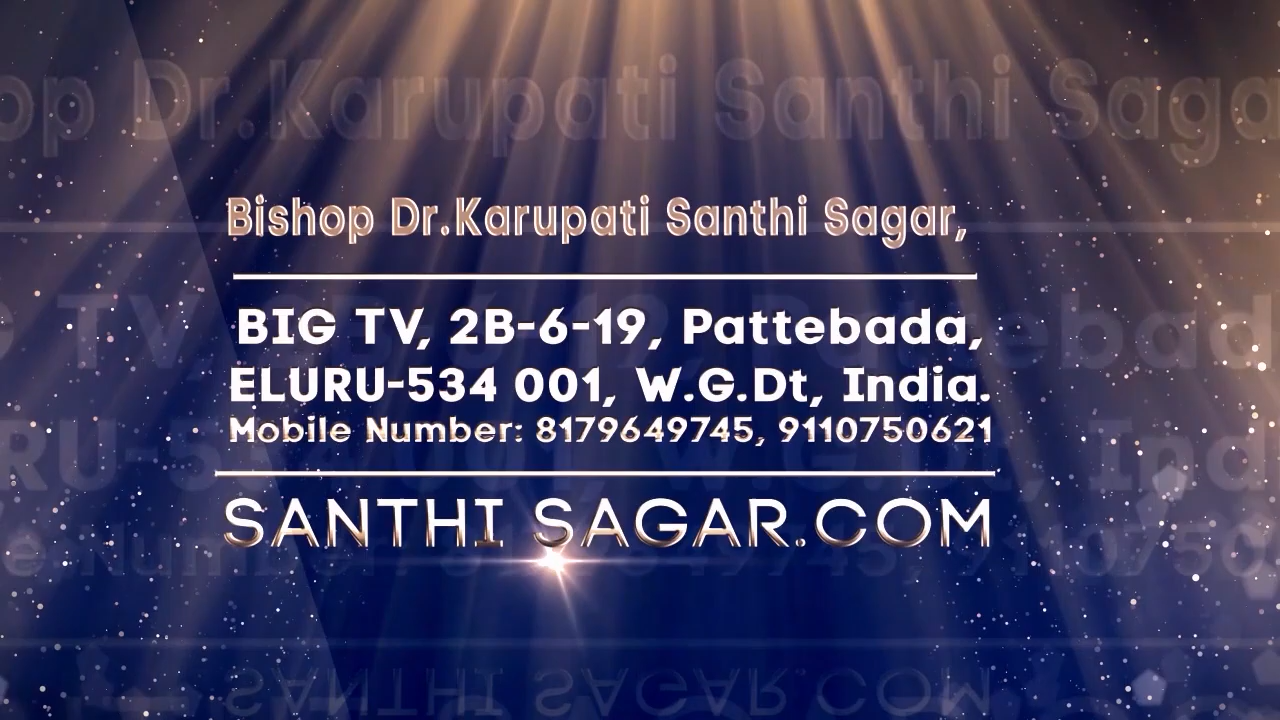 Bishop Dr.Karupati Santhi Sagar,
BIG TV, 2B-6-19, Pattebada,
ELURU-534 001, W.G.Dt, India.
Mobile Number: 8179649745, 9110750621
SANTHI SAGAR.COM